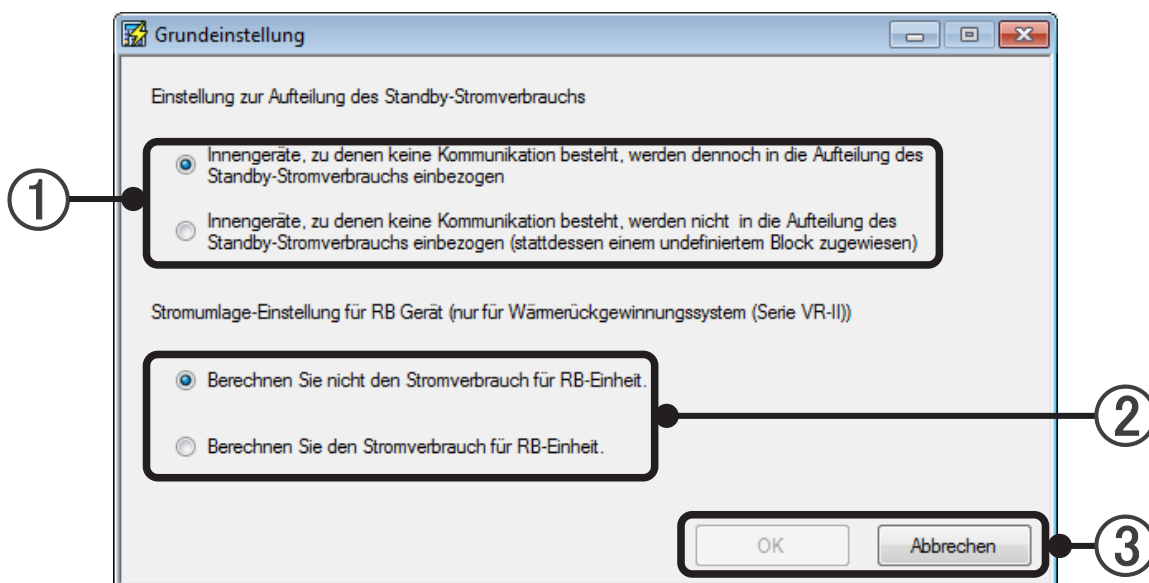 Grundeinstellung
Einstellung zur Aufteilung des Standby-Stromverbrauchs
Innengeräte, zu denen keine Kommunikation besteht, werden dennoch in die Aufteilung des
Standby-Stromverbrauchs einbezogen
①
Innengeräte, zu denen keine Kommunikation besteht, werden nicht in die Aufteilung des
Standby-Stromverbrauchs einbezogen (stattdessen einem undefiniertem Block zugewiesen)
Stromumlage-Einstellung für RB Gerät (nur für Wärmerückgewinnungssystem (Serie VR-II))
Berechnen Sie nicht den Stromverbrauch für RB-Einheit.
②
Berechnen Sie den Stromverbrauch für RB-Einheit.
OK Abbrechen ③